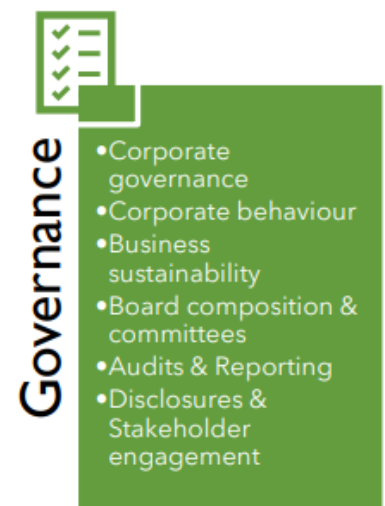 Governance
•Corporate
governance
•Corporate behaviour
•Business
sustainability
•Board composition &
committees
•Audits & Reporting
•Disclosures &
Stakeholder
engagement